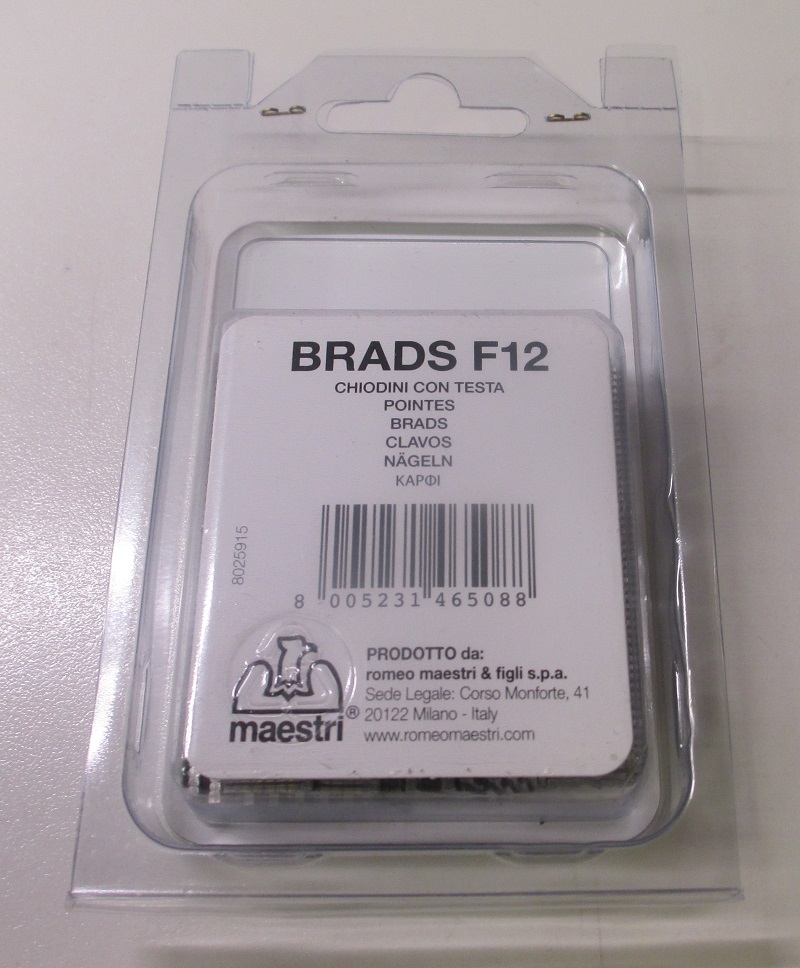 BRADS F12
CHIODINI CON TESTA
POINTES
BRADS
CLAVOS
NÄGELN
ΚΑΡΦΙ
8025915
8 005231 465088
PRODOTTO da:
romeo maestri & figli s.p.a.
Sede Legale: Corso Monforte, 41
20122 Milano - Italy
www.romeomaestri.com
maestri®